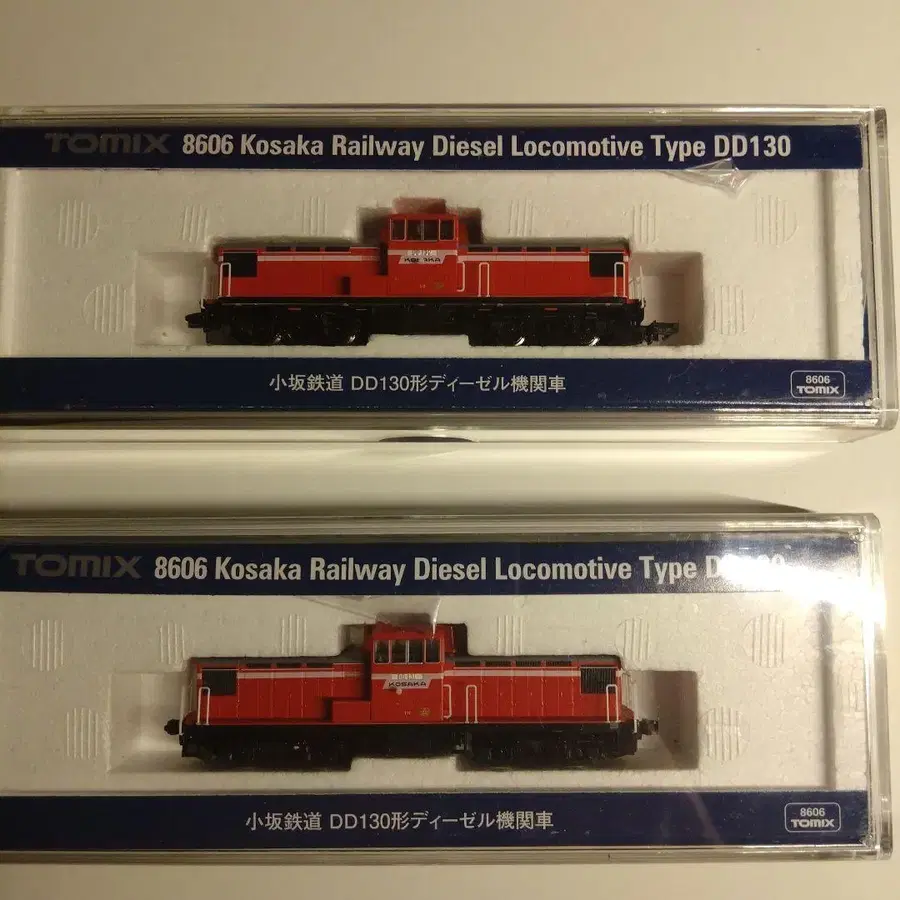 TOMIX 8606 Kosaka Railway Diesel Locomotive Type DD130
KOSAKA
小坂鉄道 DD130形ディーゼル機関車
8606
TOMIX
TOMIX 8606 Kosaka Railway Diesel Locomotive Type
KOSAKA
小坂鉄道 DD130形ディーゼル機関車
8606
TOMIX